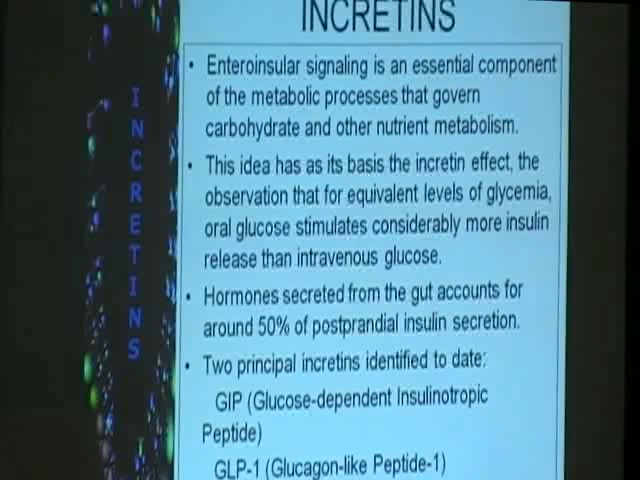 INCRETINS
INCRETINS
• Enteroinsular signaling is an essential component
of the metabolic processes that govern
carbohydrate and other nutrient metabolism.
• This idea has as its basis the incretin effect, the
observation that for equivalent levels of glycemia,
oral glucose stimulates considerably more insulin
release than intravenous glucose.
• Hormones secreted from the gut accounts for
around 50% of postprandial insulin secretion.
• Two principal incretins identified to date:
GIP (Glucose-dependent Insulinotropic
Peptide)
GLP-1 (Glucagon-like Peptide-1)